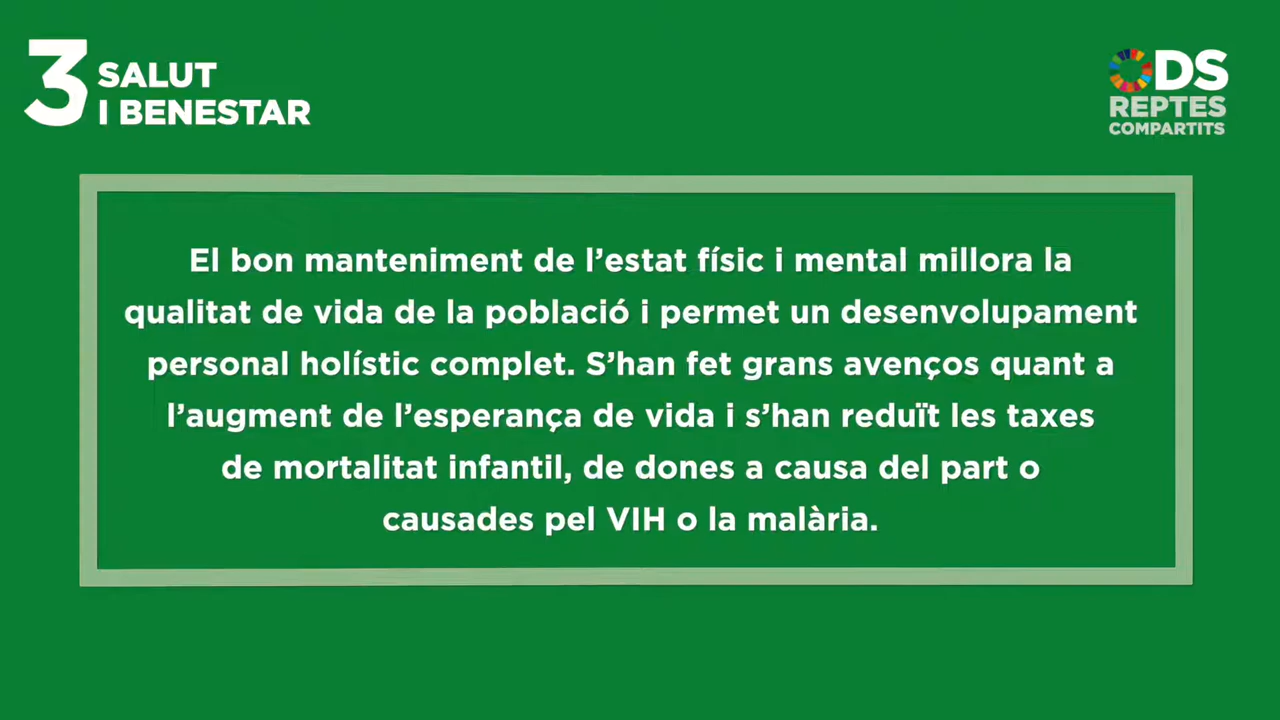 3 SALUT
I BENESTAR
ODS
REPTES
COMPARTITS
El bon manteniment de l’estat físic i mental millora la
qualitat de vida de la població i permet un desenvolupament
personal holístic complet. S’han fet grans avenços quant a
l’augment de l’esperança de vida i s’han reduït les taxes
de mortalitat infantil, de dones a causa del part o
causades pel VIH o la malària.